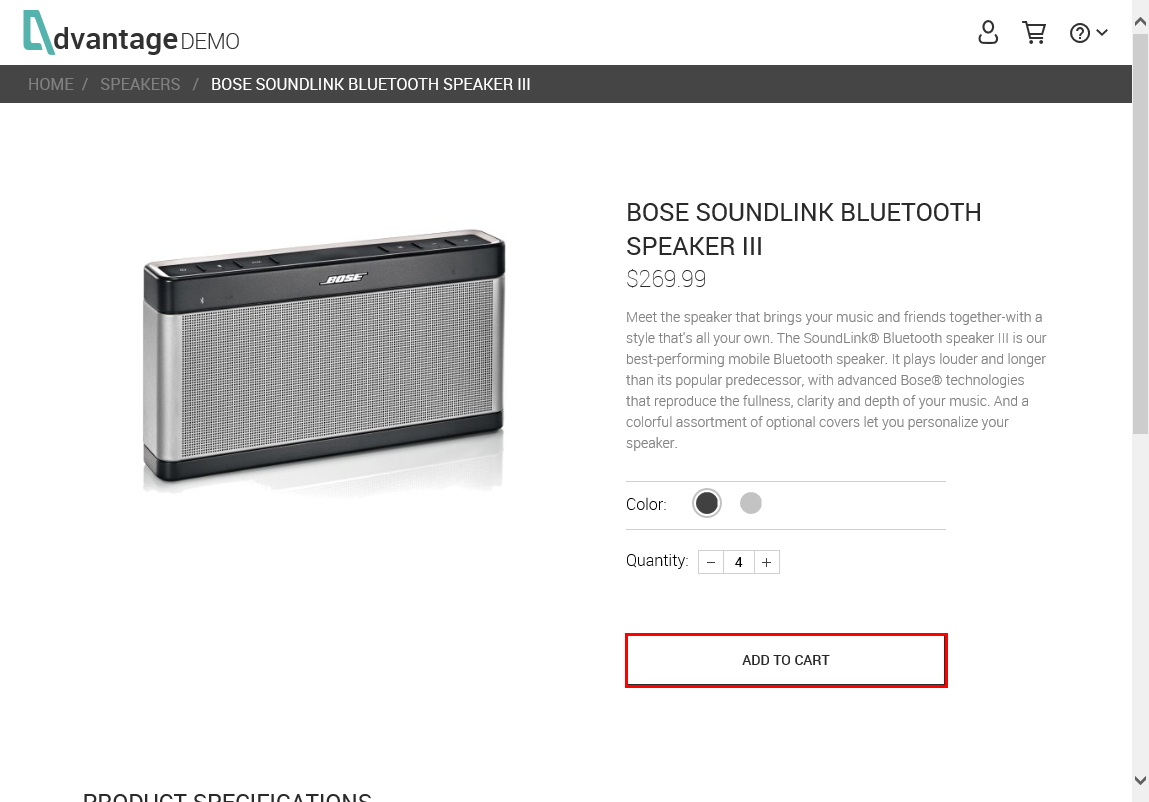 dvantage DEMO
HOME / SPEAKERS / BOSE SOUNDLINK BLUETOOTH SPEAKER III
BOSE
BOSE SOUNDLINK BLUETOOTH
SPEAKER III
$269.99
Meet the speaker that brings your music and friends together-with a
style that's all your own. The SoundLink® Bluetooth speaker III is our
best-performing mobile Bluetooth speaker. It plays louder and longer
than its popular predecessor, with advanced Bose® technologies
that reproduce the fullness, clarity and depth of your music. And a
colorful assortment of optional covers let you personalize your
speaker.
Color:
Quantity: − 4 +
ADD TO CART
PRODUCT SPECIFICATIONS